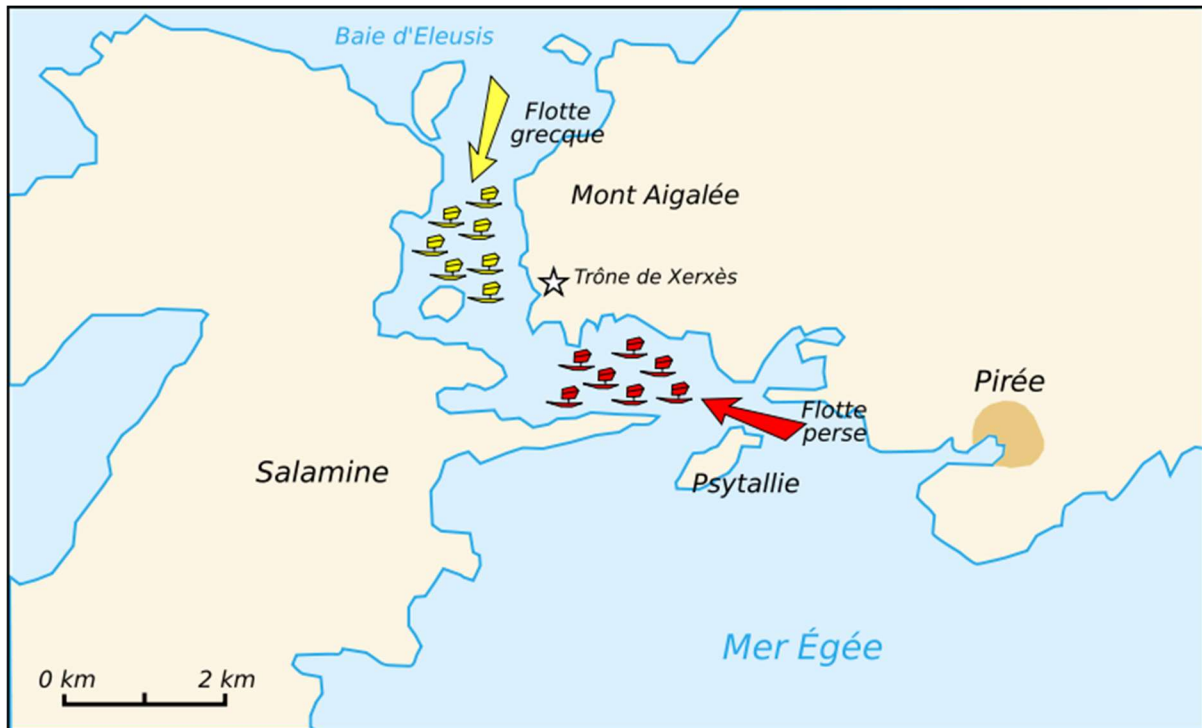 Baie d'Eleusis
Flotte
grecque
Mont Aigalée
Trône de Xerxès
Pirée
Flotte
perse
Salamine
Psytallie
Mer Égée
0 km 2 km